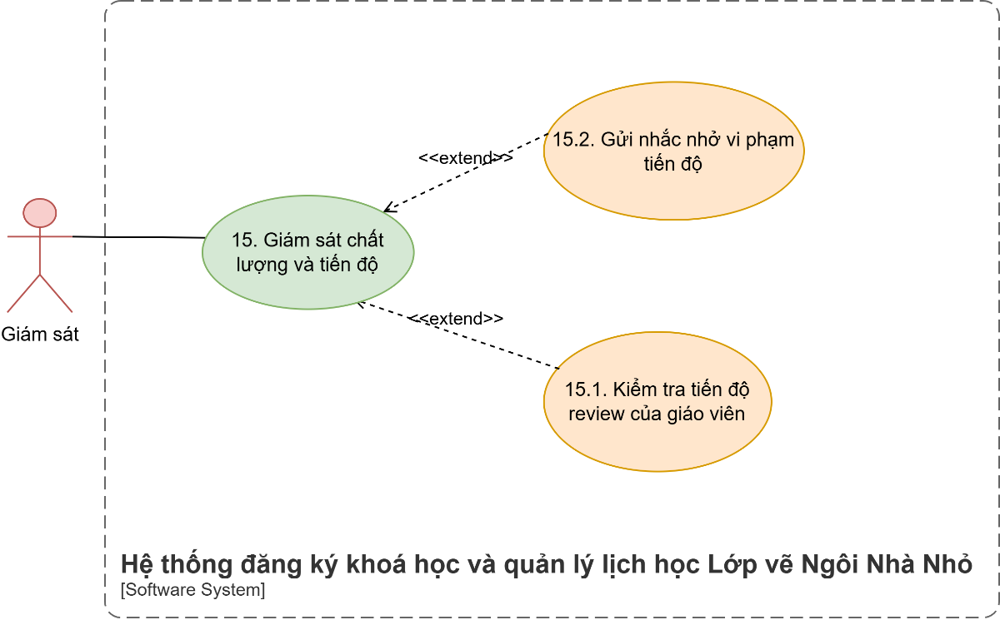 15.2. Gửi nhắc nhở vi phạm
tiến độ
<<extend>>
15. Giám sát chất
lượng và tiến độ
<<extend>>
Giám sát
15.1. Kiểm tra tiến độ
review của giáo viên
Hệ thống đăng ký khoá học và quản lý lịch học Lớp vẽ Ngôi Nhà Nhỏ
[Software System]